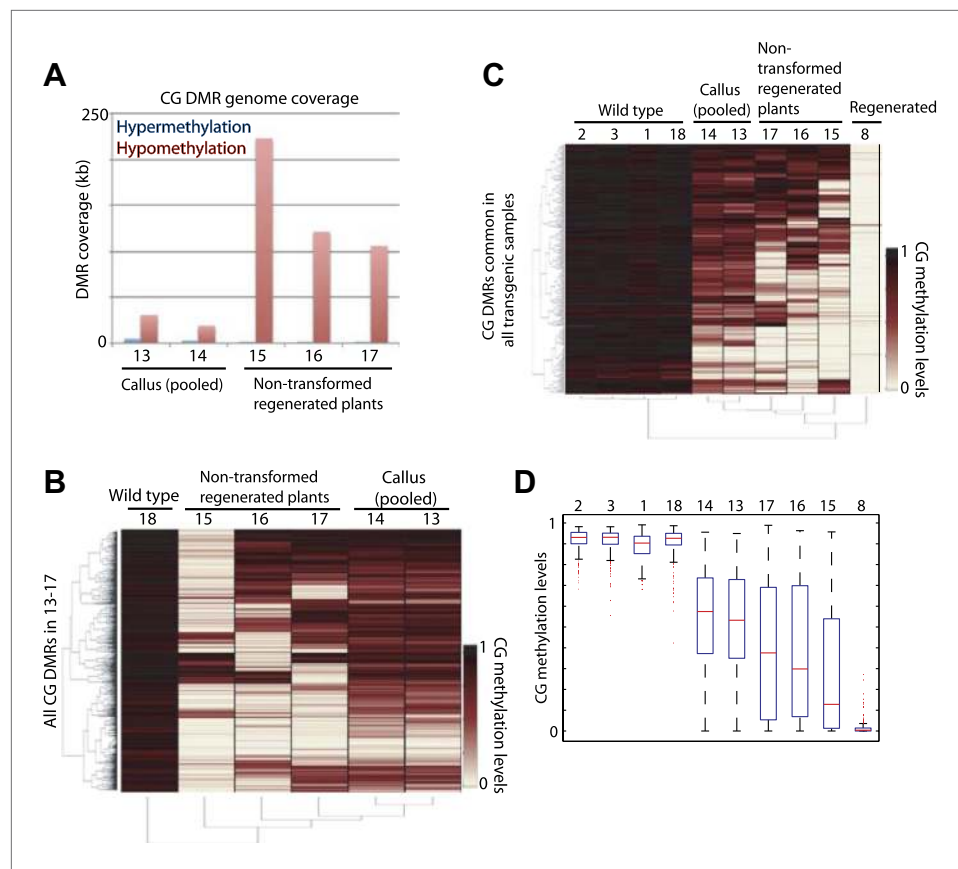 A
CG DMR genome coverage
250
Hypermethylation
Hypomethylation
DMR coverage (kb)
0
13 14 15 16 17
Callus (pooled)
Non-transformed
regenerated plants
B
Wild type
Non-transformed
regenerated plants
Callus
(pooled)
18 15 16 17 14 13
All CG DMRs in 13-17
1
0
CG methylation levels
C
Wild type
Callus
(pooled)
Non-
transformed
regenerated
plants
Regenerated
2 3 1 18 14 13 17 16 15 8
CG DMRs common in
all transgenic samples
1
0
CG methylation levels
D
2 3 1 18 14 13 17 16 15 8
1
CG methylation levels
0